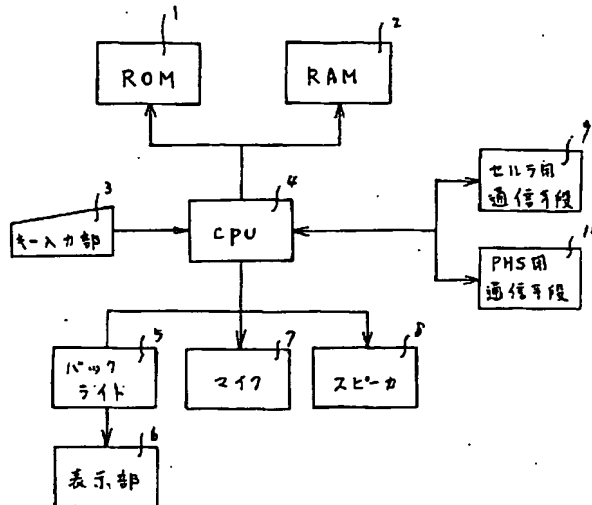 1
ROM
2
RAM
3
キー入力部
4
CPU
9
セルラ用
通信手段
PHS用
通信手段
5
バック
ライト
7
マイク
8
スピーカ
6
表示部